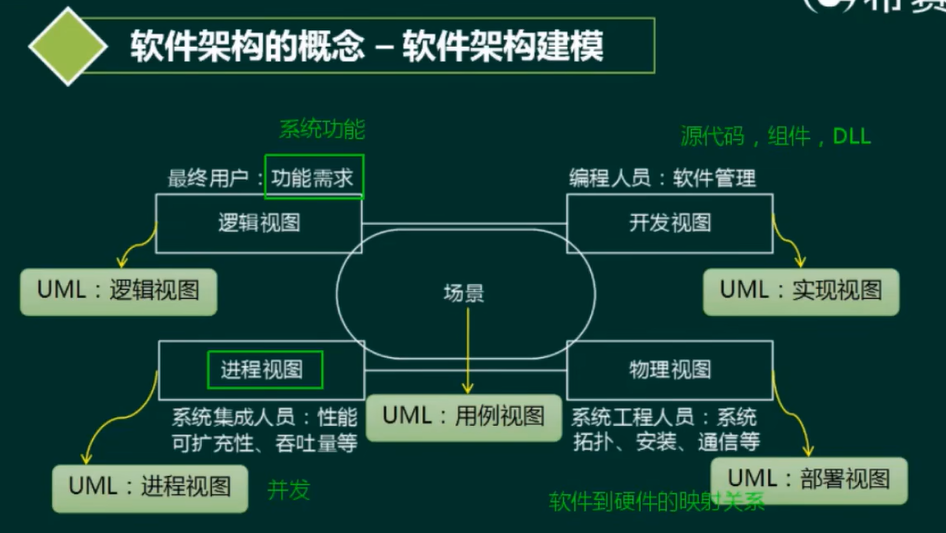 软件架构的概念 – 软件架构建模
系统功能
源代码，组件，DLL
最终用户：功能需求
编程人员：软件管理
逻辑视图
开发视图
UML：逻辑视图
场景
UML：实现视图
进程视图
物理视图
系统集成人员：性能
可扩充性、吞吐量等
UML：用例视图
系统工程人员：系统
拓扑、安装、通信等
UML：进程视图
并发
UML：部署视图
软件到硬件的映射关系